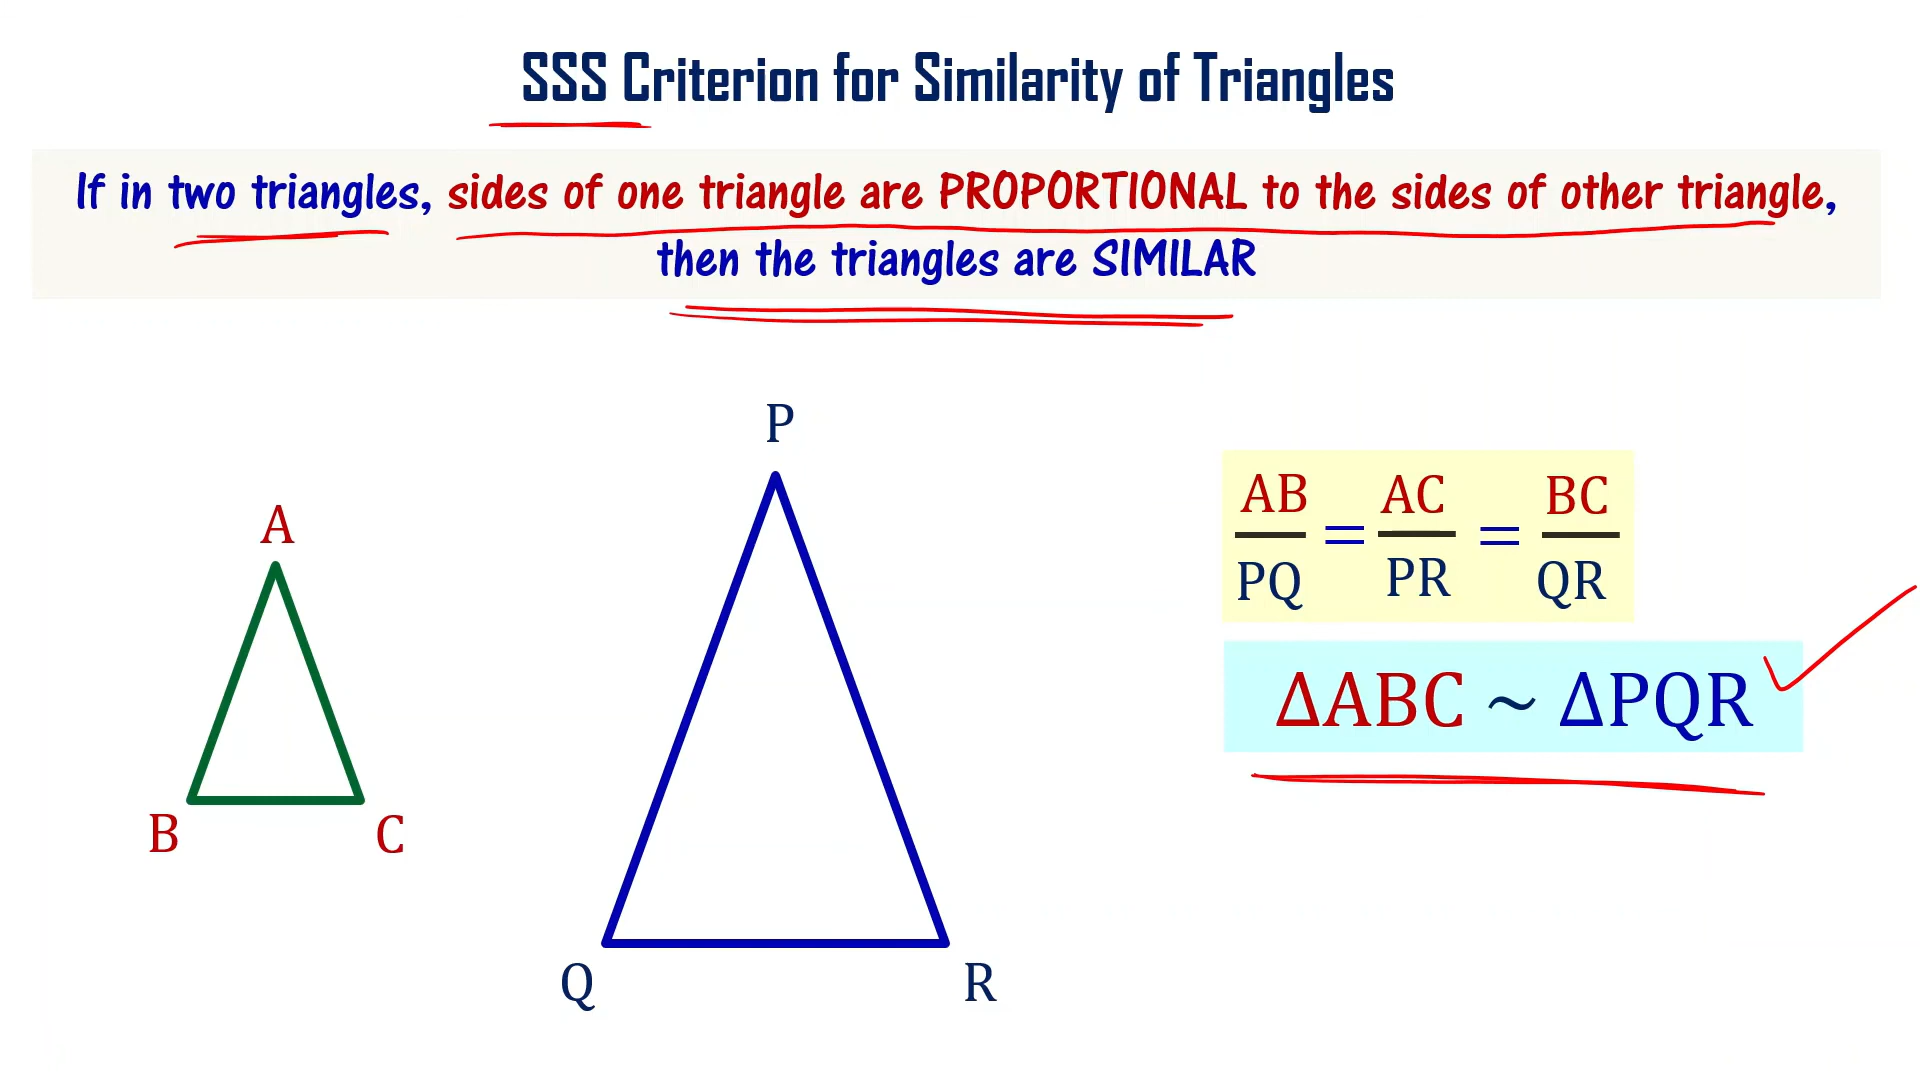 SSS Criterion for Similarity of Triangles
If in two triangles, sides of one triangle are PROPORTIONAL to the sides of other triangle,
then the triangles are SIMILAR
P
A
B
C
Q
R
AB/PQ = AC/PR = BC/QR
ΔABC ~ ΔPQR